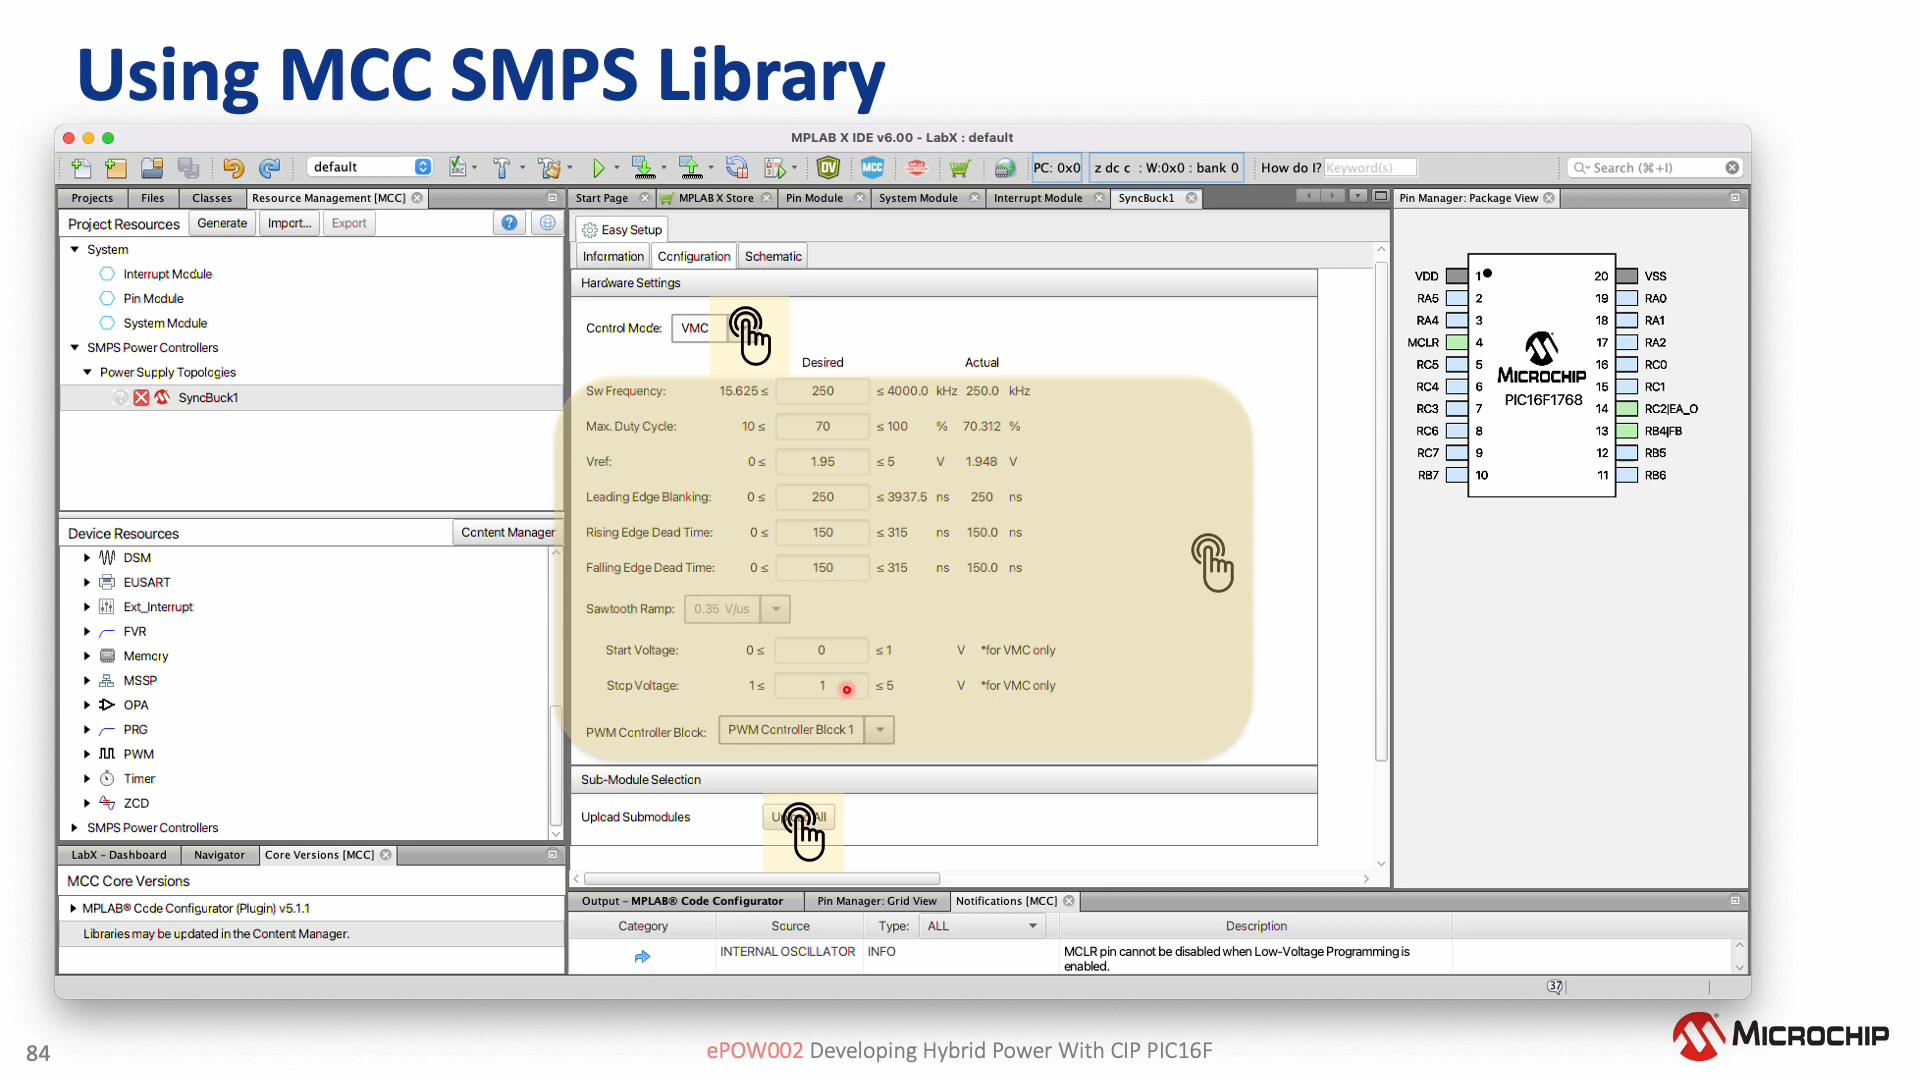 Using MCC SMPS Library
MPLAB X IDE v6.00 - LabX : default
default
PC: 0x0
z dc c : W:0x0 : bank 0
How do I? Keyword(s)
Search (⌘+I)
Projects Files Classes Resource Management [MCC]
Project Resources Generate Import... Export
System
Interrupt Module
Pin Module
System Module
SMPS Power Controllers
Power Supply Topologies
SyncBuck1
Device Resources Content Manager
DSM
EUSART
Ext_Interrupt
FVR
Memory
MSSP
OPA
PRG
PWM
Timer
ZCD
SMPS Power Controllers
LabX - Dashboard Navigator Core Versions [MCC]
MCC Core Versions
MPLAB® Code Configurator (Plugin) v5.1.1
Libraries may be updated in the Content Manager.
Start Page MPLAB X Store Pin Module System Module Interrupt Module SyncBuck1
Easy Setup
Information Configuration Schematic
Hardware Settings
Control Mode: VMC
Desired Actual
Sw Frequency: 15.625 ≤ 250 ≤ 4000.0 kHz 250.0 kHz
Max. Duty Cycle: 10 ≤ 70 ≤ 100 % 70.312 %
Vref: 0 ≤ 1.95 ≤ 5 V 1.948 V
Leading Edge Blanking: 0 ≤ 250 ≤ 3937.5 ns 250 ns
Rising Edge Dead Time: 0 ≤ 150 ≤ 315 ns 150.0 ns
Falling Edge Dead Time: 0 ≤ 150 ≤ 315 ns 150.0 ns
Sawtooth Ramp: 0.35 V/us
Start Voltage: 0 ≤ 0 ≤ 1 V *for VMC only
Stop Voltage: 1 ≤ 1 ≤ 5 V *for VMC only
PWM Controller Block: PWM Controller Block 1
Sub-Module Selection
Upload Submodules
All
Output - MPLAB® Code Configurator Pin Manager: Grid View Notifications [MCC]
Category Source Type: ALL Description
INTERNAL OSCILLATOR INFO MCLR pin cannot be disabled when Low-Voltage Programming is
enabled.
37
Pin Manager: Package View
VDD 1 20 VSS
RA5 2 19 RA0
RA4 3 18 RA1
MCLR 4 17 RA2
RC5 5 16 RC0
RC4 6 15 RC1
RC3 7 14 RC2|EA_O
RC6 8 13 RB4|FB
RC7 9 12 RB5
RB7 10 11 RB6
MICROCHIP
PIC16F1768
84
ePOW002 Developing Hybrid Power With CIP PIC16F
MICROCHIP